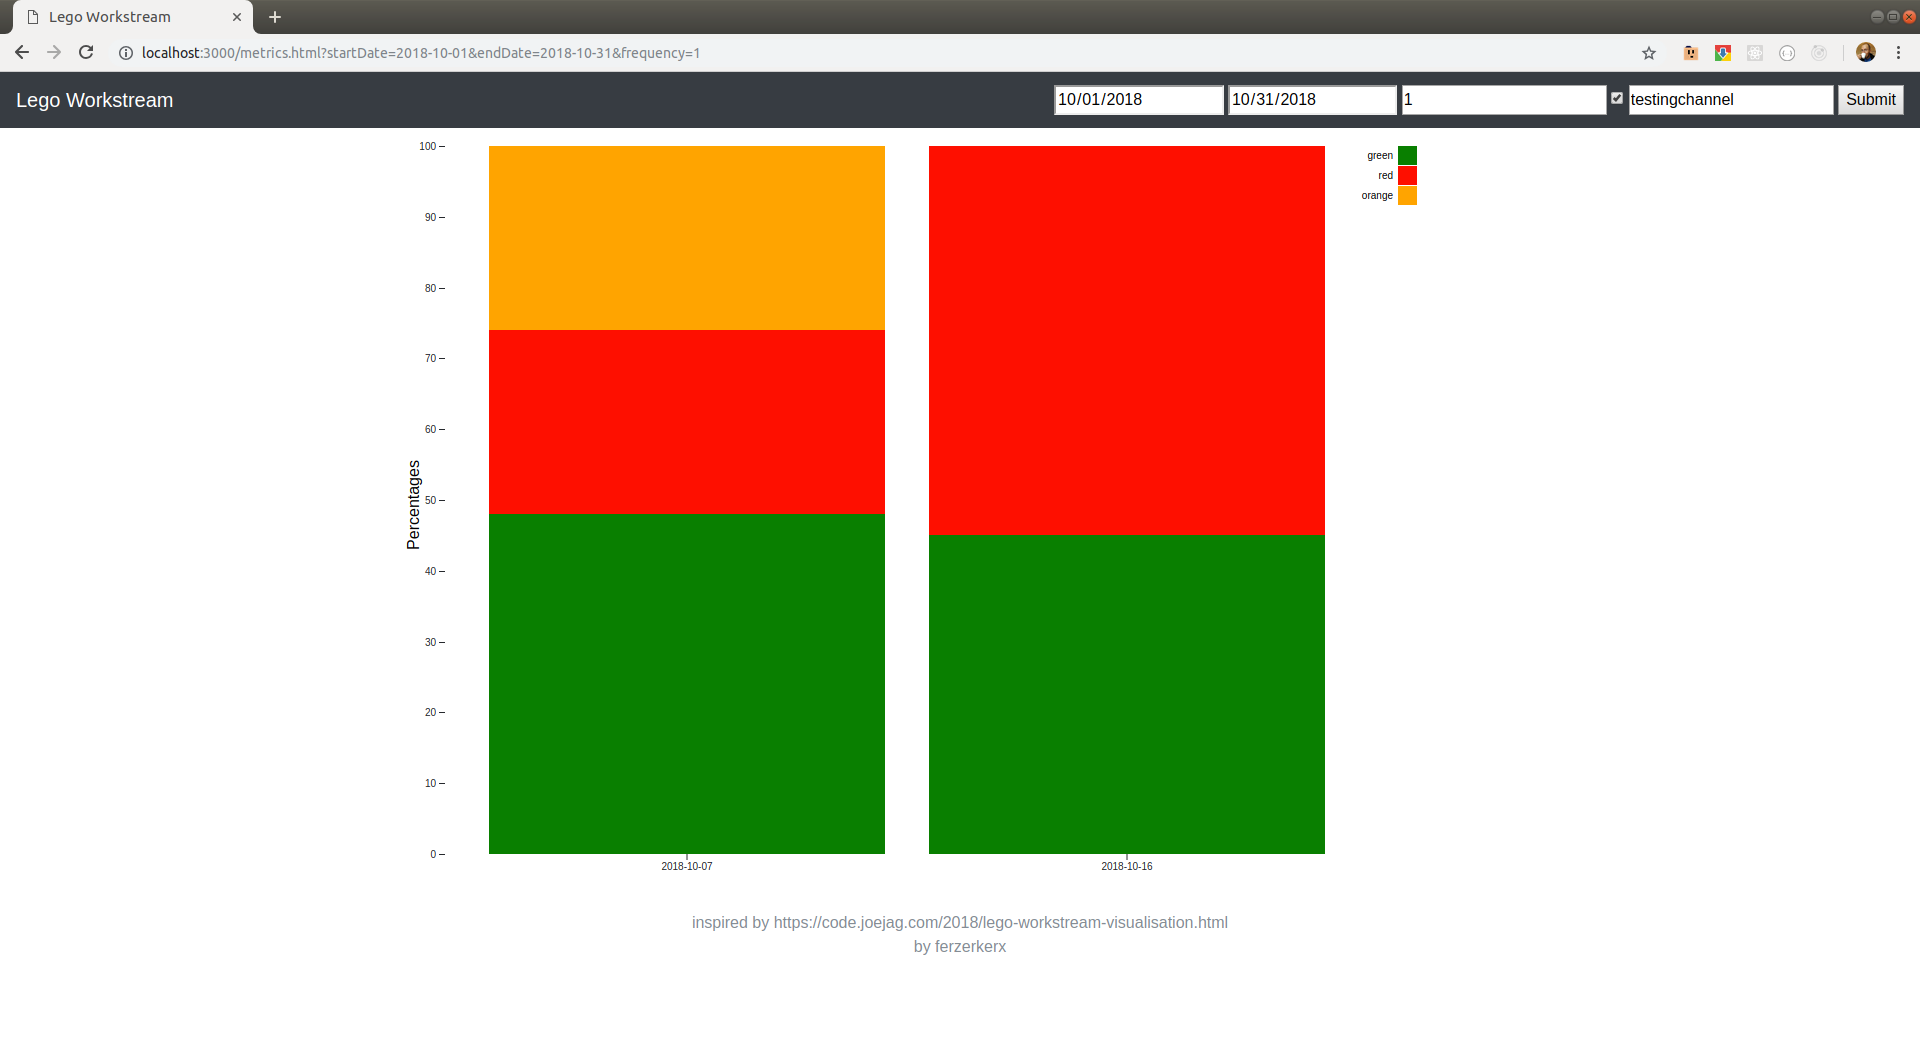 Lego Workstream
localhost:3000/metrics.html?startDate=2018-10-01&endDate=2018-10-31&frequency=1
Lego Workstream
10/01/2018
10/31/2018
1
testingchannel
Submit
100
90
80
70
60
50
40
30
20
10
0
Percentages
2018-10-07
2018-10-16
green
red
orange
inspired by https://code.joejag.com/2018/lego-workstream-visualisation.html
by ferzerkerx